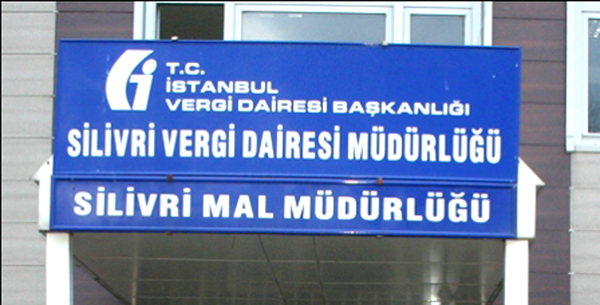 T.C.
İSTANBUL
VERGİ DAİRESİ BAŞKANLIĞI
SİLİVRİ VERGİ DAİRESİ MÜDÜRLÜĞÜ
SİLİVRİ MAL MÜDÜRLÜĞÜ